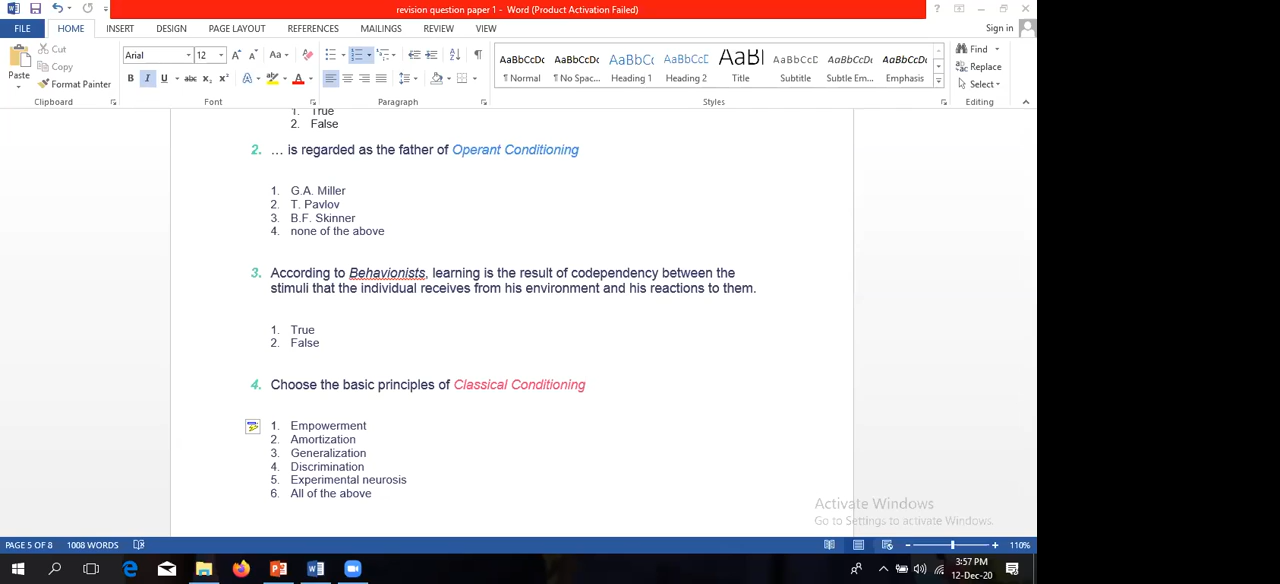 revision question paper 1 - Word (Product Activation Failed)
FILE HOME INSERT DESIGN PAGE LAYOUT REFERENCES MAILINGS REVIEW VIEW Sign in
Paste Cut Copy Format Painter
Arial 12 Aa
B I U abc x₂ x² A A
AaBbCcDc AaBbCcDc AaBbCc AaBbCcC AaBl AaBbCcD AaBbCcDc AaBbCcDc
¶ Normal ¶ No Spac... Heading 1 Heading 2 Title Subtitle Subtle Em... Emphasis
Find Replace Select
Clipboard Font Paragraph Styles Editing
1. True
2. False
2. ... is regarded as the father of Operant Conditioning
1. G.A. Miller
2. T. Pavlov
3. B.F. Skinner
4. none of the above
3. According to Behavionists, learning is the result of codependency between the
stimuli that the individual receives from his environment and his reactions to them.
1. True
2. False
4. Choose the basic principles of Classical Conditioning
1. Empowerment
2. Amortization
3. Generalization
4. Discrimination
5. Experimental neurosis
6. All of the above
Activate Windows
Go to Settings to activate Windows.
PAGE 5 OF 8 1008 WORDS 110%
3:57 PM
12-Dec-20